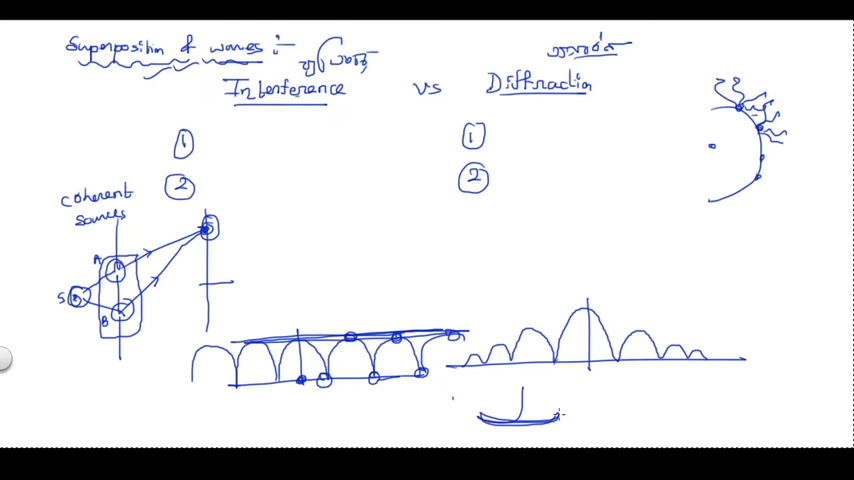 Superposition of waves :-
Interference vs Diffraction
① ①
② ②
Coherent
sources
A
S
B